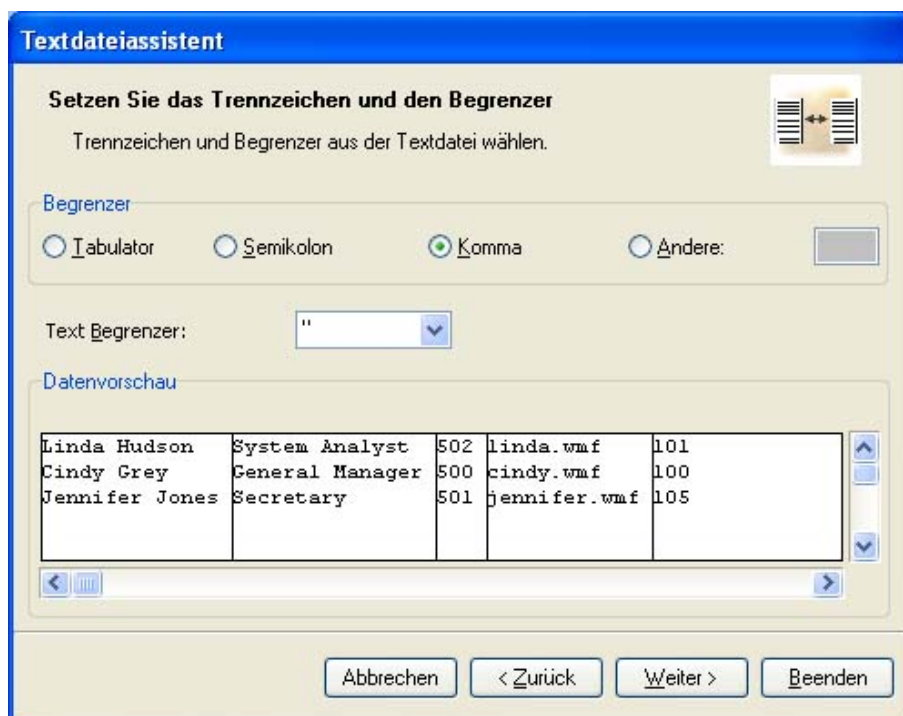 Textdateiassistent
Setzen Sie das Trennzeichen und den Begrenzer
Trennzeichen und Begrenzer aus der Textdatei wählen.
Begrenzer
Tabulator Semikolon Komma Andere:
Text Begrenzer: "
Datenvorschau
Linda Hudson System Analyst 502 linda.wmf 101
Cindy Grey General Manager 500 cindy.wmf 100
Jennifer Jones Secretary 501 jennifer.wmf 105
Abbrechen < Zurück Weiter > Beenden